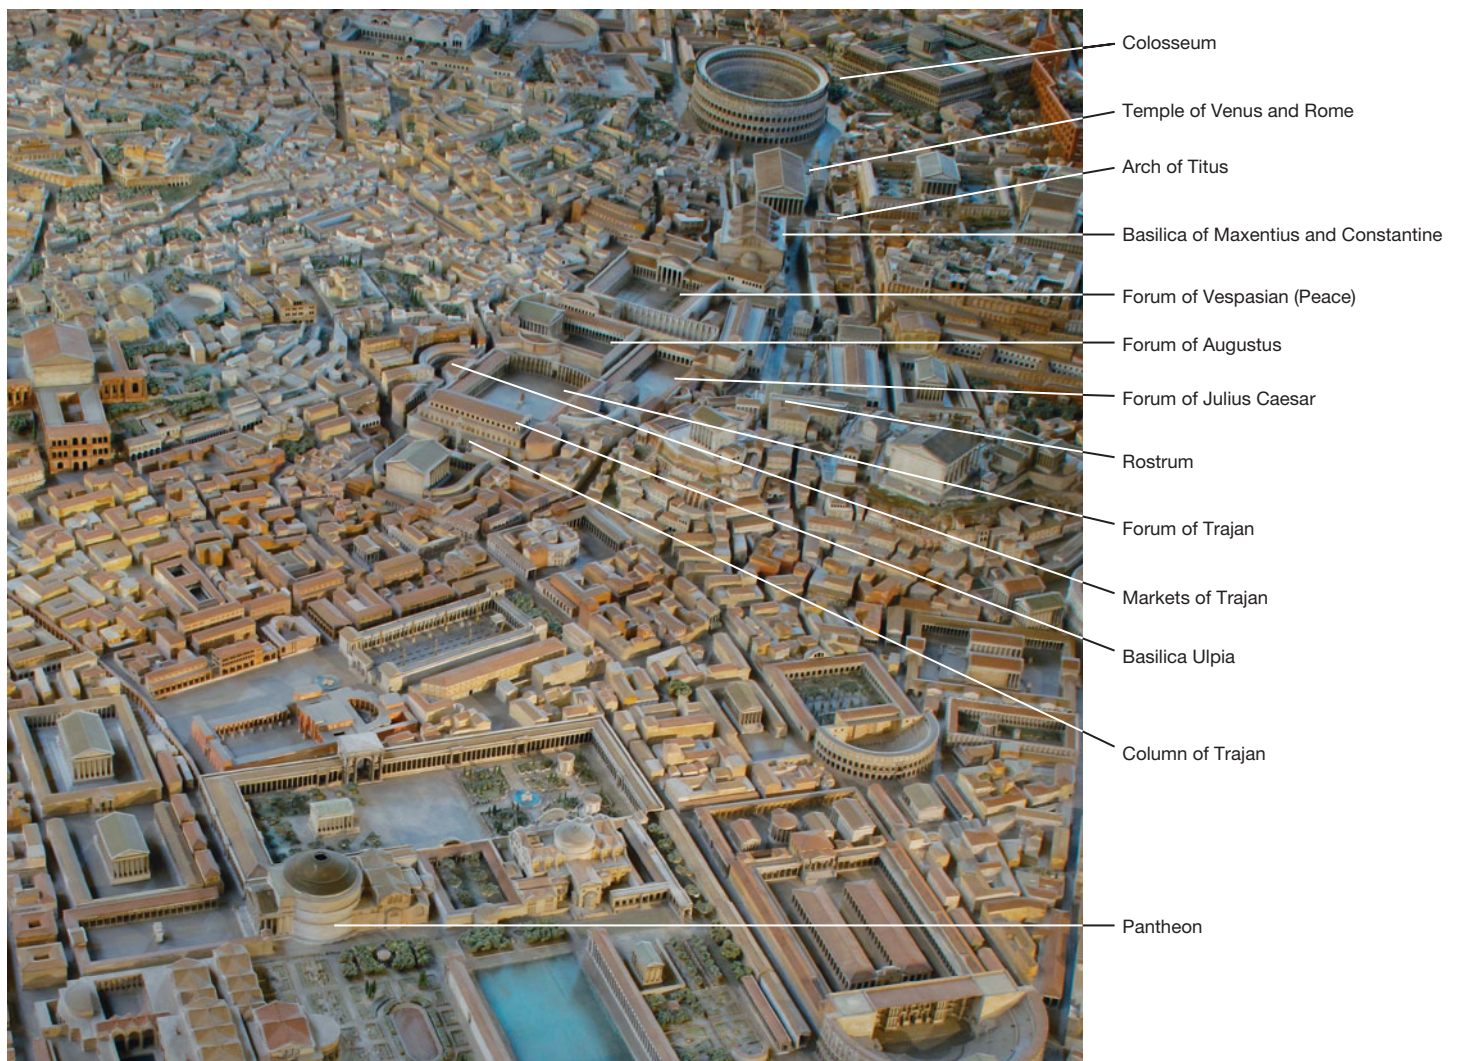 Colosseum
Temple of Venus and Rome
Arch of Titus
Basilica of Maxentius and Constantine
Forum of Vespasian (Peace)
Forum of Augustus
Forum of Julius Caesar
Rostrum
Forum of Trajan
Markets of Trajan
Basilica Ulpia
Column of Trajan
Pantheon